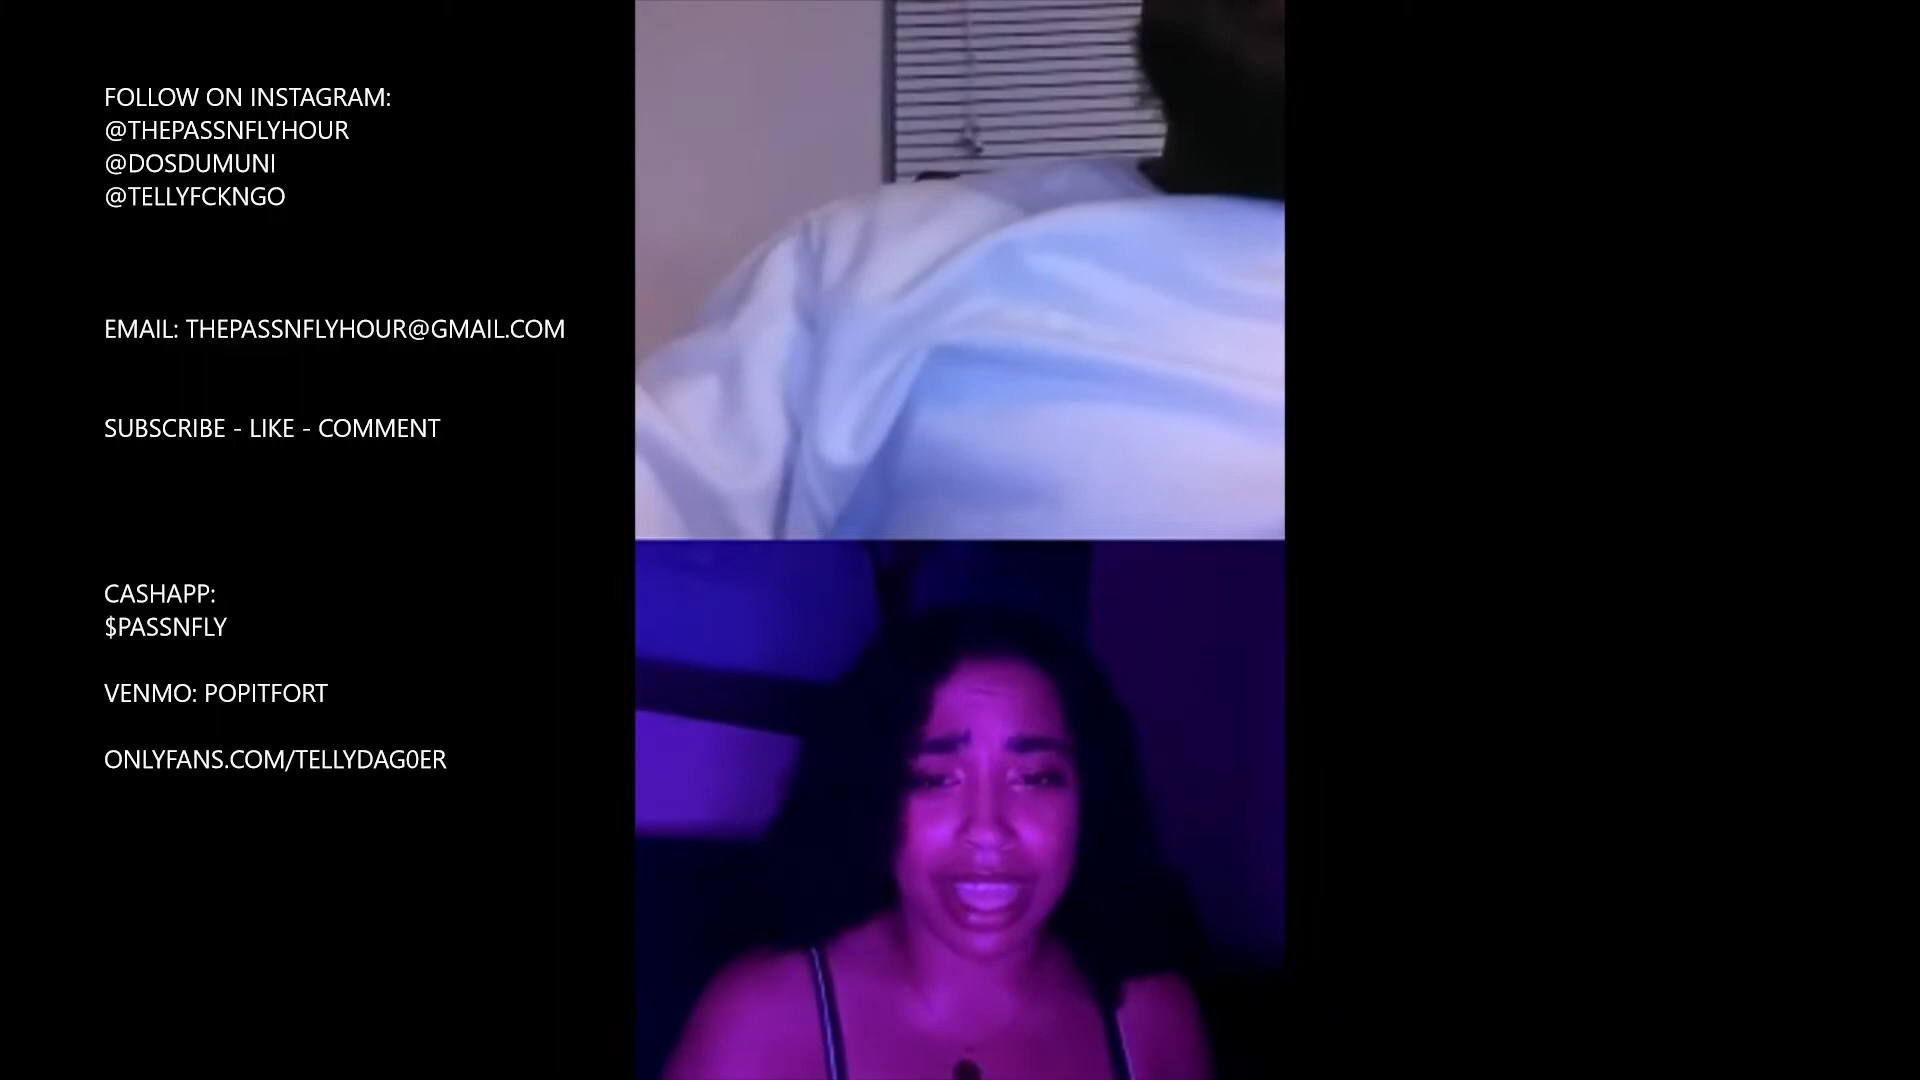 FOLLOW ON INSTAGRAM:
@THEPASSNFLYHOUR
@DOSDUMUNI
@TELLYFCKNGO
EMAIL: THEPASSNFLYHOUR@GMAIL.COM
SUBSCRIBE - LIKE - COMMENT
CASHAPP:
$PASSNFLY
VENMO: POPITFORT
ONLYFANS.COM/TELLYDAG0ER